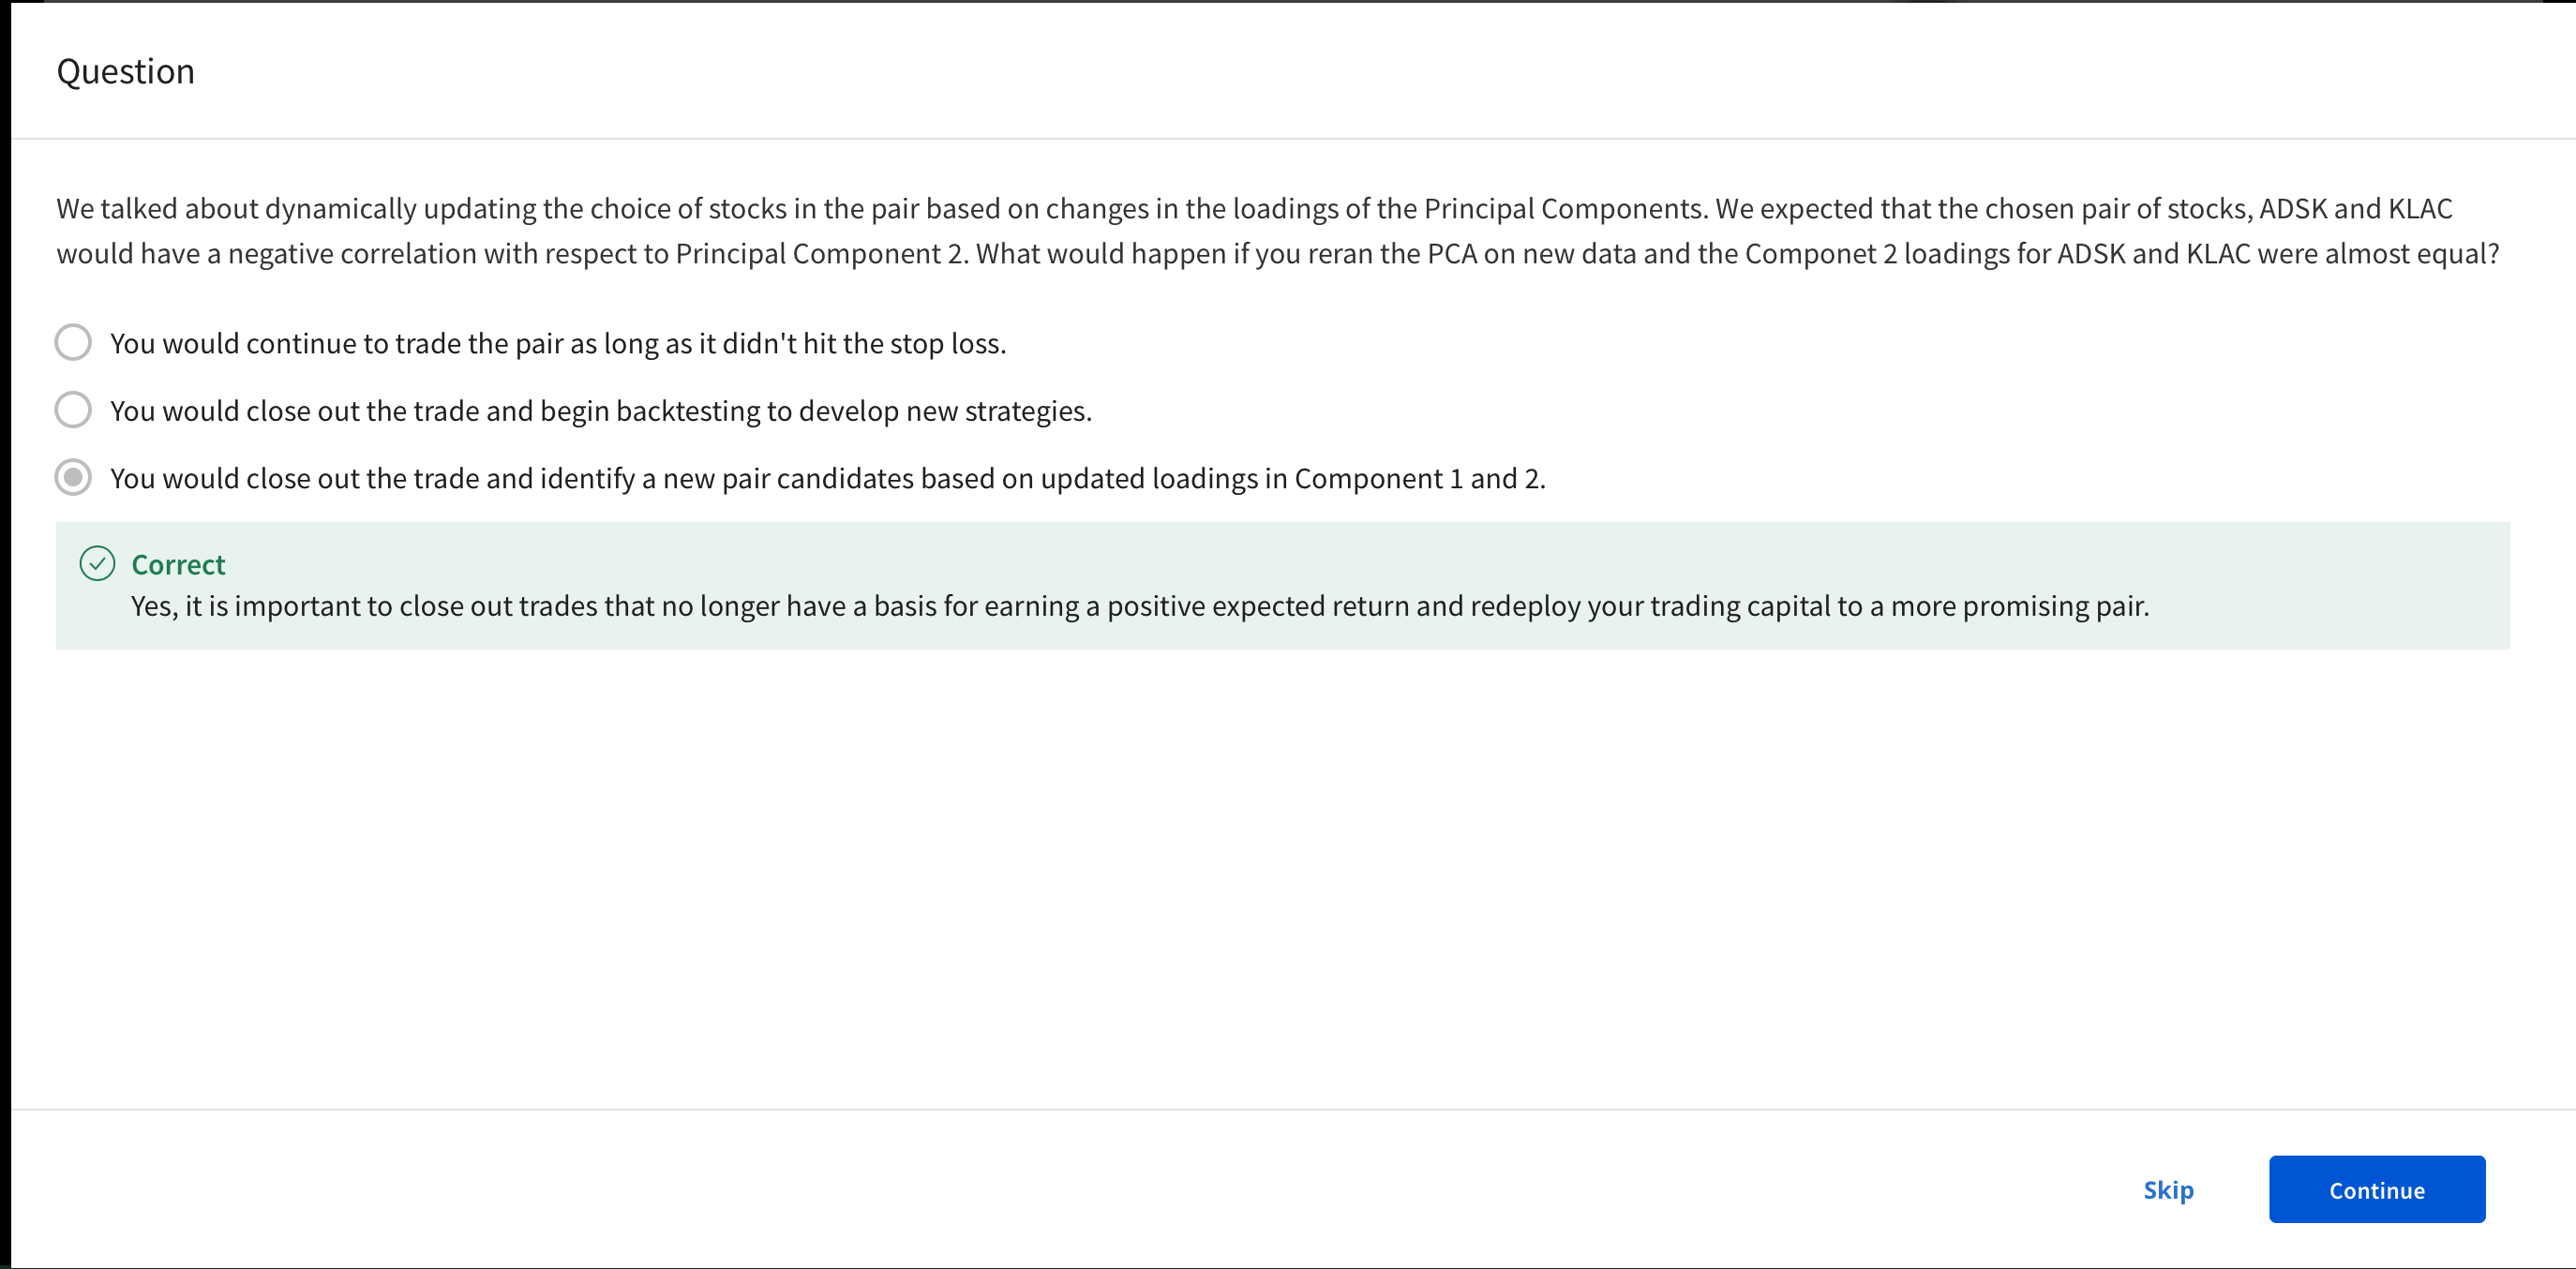 Question
We talked about dynamically updating the choice of stocks in the pair based on changes in the loadings of the Principal Components. We expected that the chosen pair of stocks, ADSK and KLAC
would have a negative correlation with respect to Principal Component 2. What would happen if you reran the PCA on new data and the Componet 2 loadings for ADSK and KLAC were almost equal?
You would continue to trade the pair as long as it didn't hit the stop loss.
You would close out the trade and begin backtesting to develop new strategies.
You would close out the trade and identify a new pair candidates based on updated loadings in Component 1 and 2.
Correct
Yes, it is important to close out trades that no longer have a basis for earning a positive expected return and redeploy your trading capital to a more promising pair.
Skip
Continue